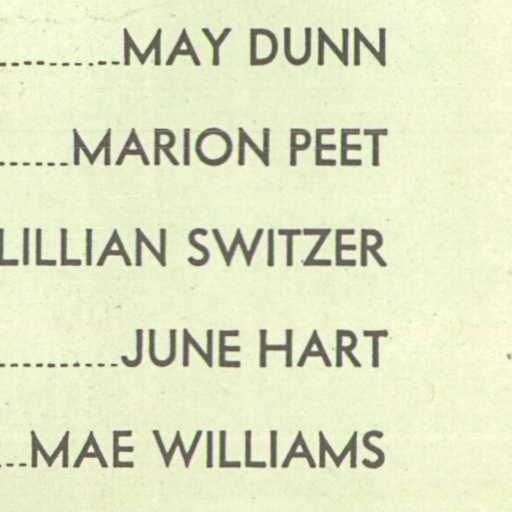 ..........MAY DUNN
......MARION PEET
LILLIAN SWITZER
..........JUNE HART
...MAE WILLIAMS